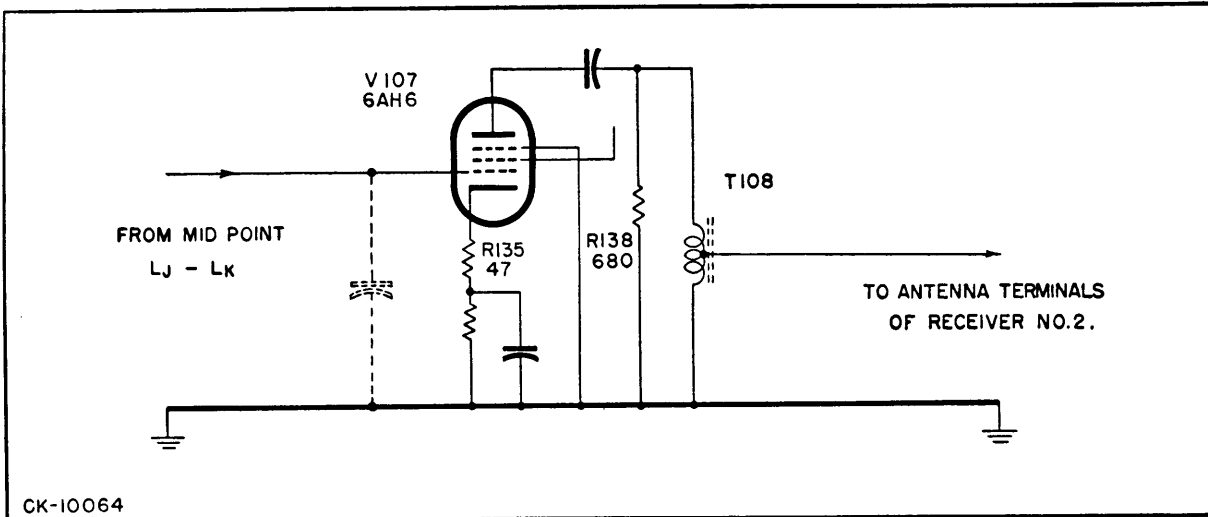 V107
6AH6
T108
FROM MID POINT
LJ - LK
R135
47
R138
680
TO ANTENNA TERMINALS
OF RECEIVER NO.2.
CK-10064